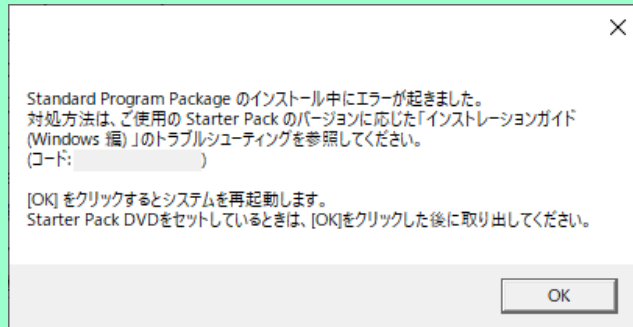 Standard Program Package のインストール中にエラーが起きました。
対処方法は、ご使用の Starter Pack のバージョンに応じた「インストレーションガイド
(Windows 編) 」のトラブルシューティングを参照してください。
(コード: )
[OK] をクリックするとシステムを再起動します。
Starter Pack DVDをセットしているときは、[OK]をクリックした後に取り出してください。
OK